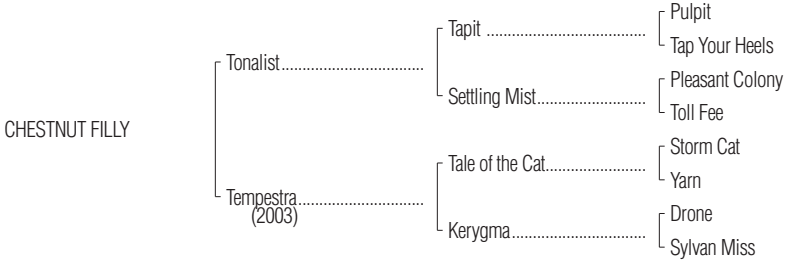 Pulpit
Tapit ......................................
Tap Your Heels
Tonalist..................................
Pleasant Colony
Settling Mist..........................
Toll Fee
CHESTNUT FILLY
Storm Cat
Tale of the Cat........................
Yarn
Tempestra..............................
(2003)
Drone
Kerygma................................
Sylvan Miss